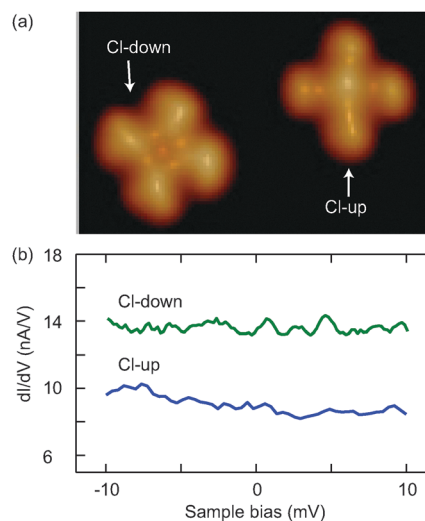 (a)
Cl-down
Cl-up
(b)
18
Cl-down
14
Cl-up
10
6
dI/dV (nA/V)
-10
0
10
Sample bias (mV)